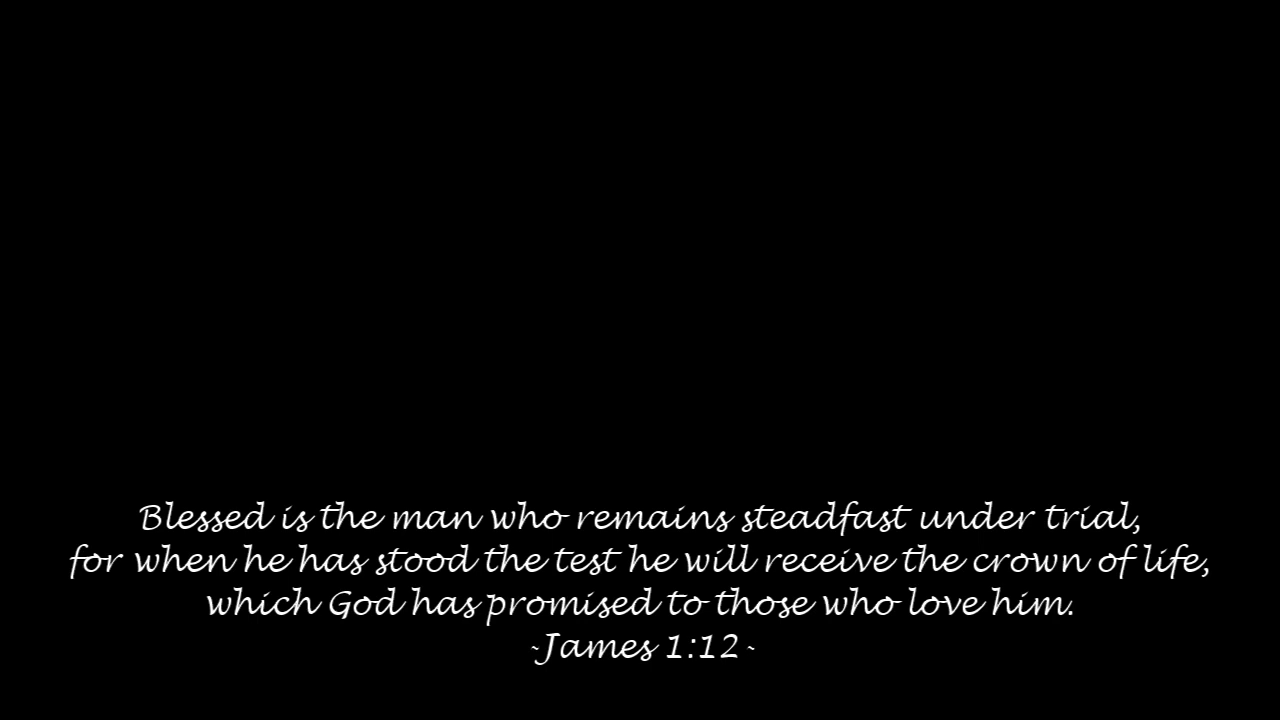 Blessed is the man who remains steadfast under trial,
for when he has stood the test he will receive the crown of life,
which God has promised to those who love him.
~James 1:12~